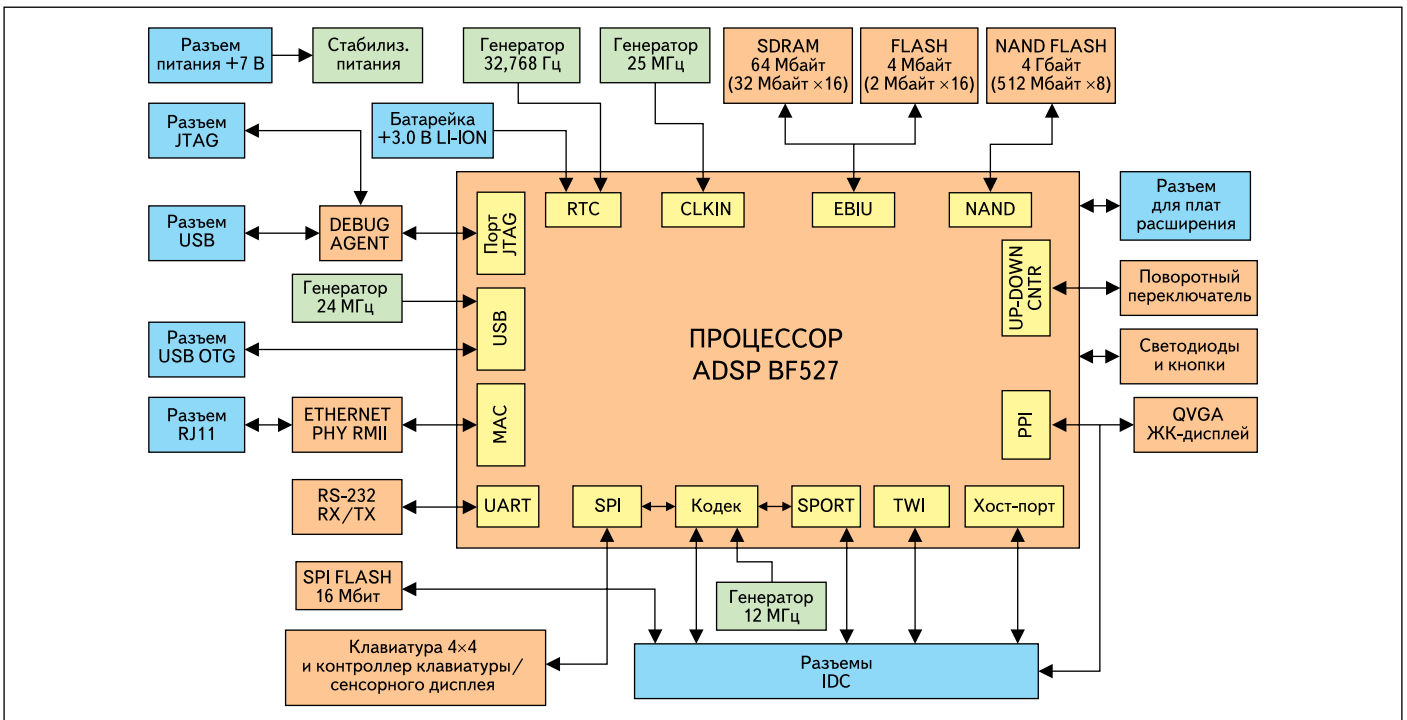 Разъем
питания +7 В
Стабилиз.
питания
Генератор
32,768 Гц
Генератор
25 МГц
SDRAM
64 Мбайт
(32 Мбайт ×16)
FLASH
4 Мбайт
(2 Мбайт ×16)
NAND FLASH
4 Гбайт
(512 Мбайт ×8)
Разъем
JTAG
Батарейка
+3.0 В LI-ION
Разъем
USB
DEBUG
AGENT
Порт
JTAG
RTC
CLKIN
EBIU
NAND
Разъем
для плат
расширения
Генератор
24 МГц
USB
UP-DOWN
CNTR
Поворотный
переключатель
Разъем
USB OTG
ПРОЦЕССОР
ADSP BF527
Светодиоды
и кнопки
Разъем
RJ11
ETHERNET
PHY RMII
MAC
PPI
QVGA
ЖК-дисплей
RS-232
RX/TX
UART
SPI
Кодек
SPORT
TWI
Хост-порт
SPI FLASH
16 Мбит
Генератор
12 МГц
Клавиатура 4×4
и контроллер клавиатуры/
сенсорного дисплея
Разъемы
IDC